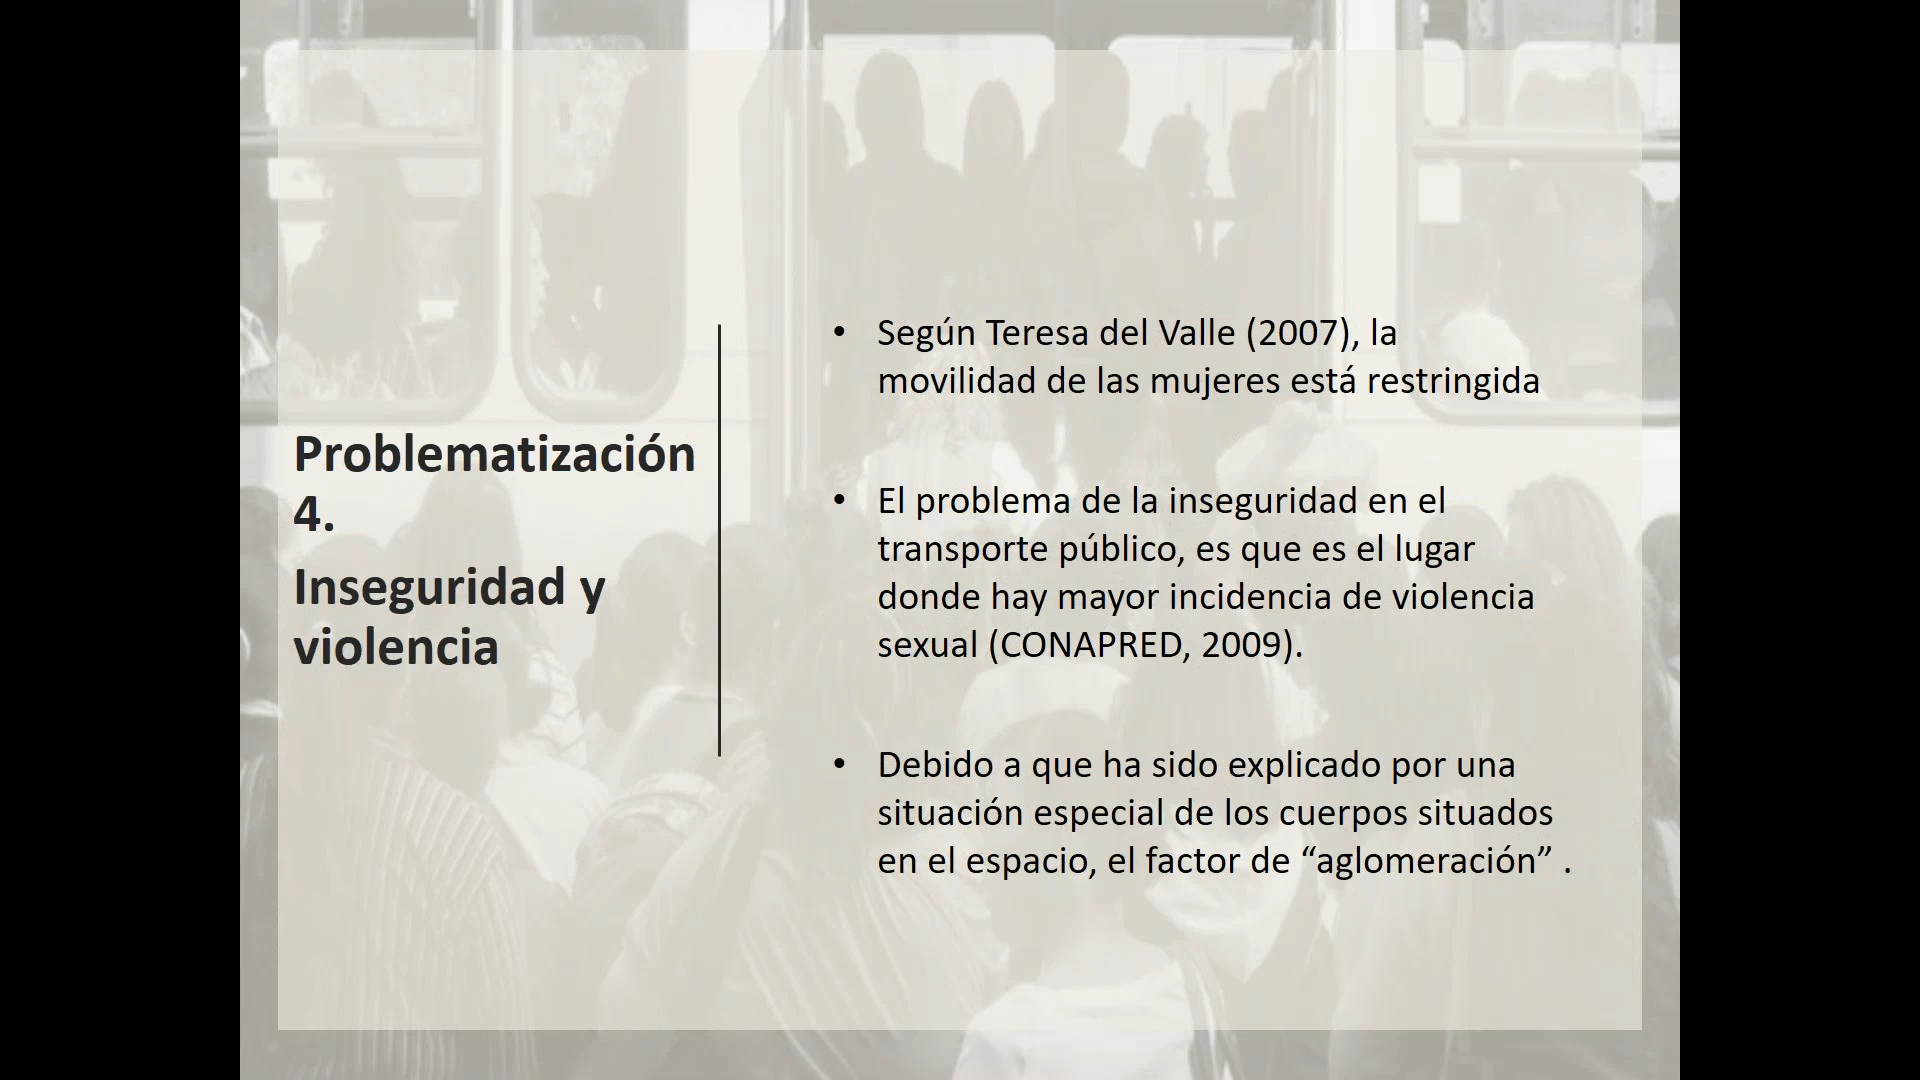 Problematización
4.
Inseguridad y
violencia
• Según Teresa del Valle (2007), la
movilidad de las mujeres está restringida
• El problema de la inseguridad en el
transporte público, es que es el lugar
donde hay mayor incidencia de violencia
sexual (CONAPRED, 2009).
• Debido a que ha sido explicado por una
situación especial de los cuerpos situados
en el espacio, el factor de “aglomeración” .